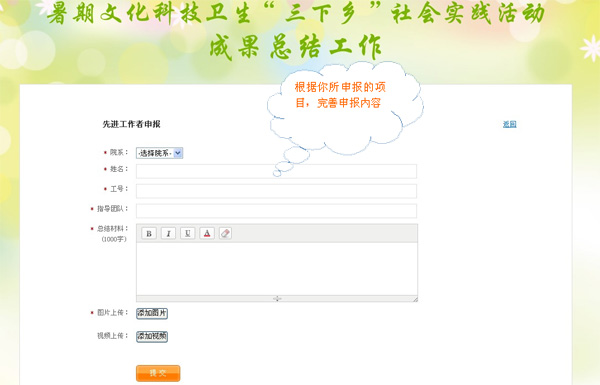 暑期文化科技卫生“三下乡”社会实践活动
成果总结工作
根据你所申报的项
目，完善申报内容
先进工作者申报
返回
* 院系： -选择院系-
* 姓名：
* 工号：
* 指导团队：
* 总结材料：
(1000字)
B I U A
* 图片上传： 添加图片
视频上传： 添加视频
提 交